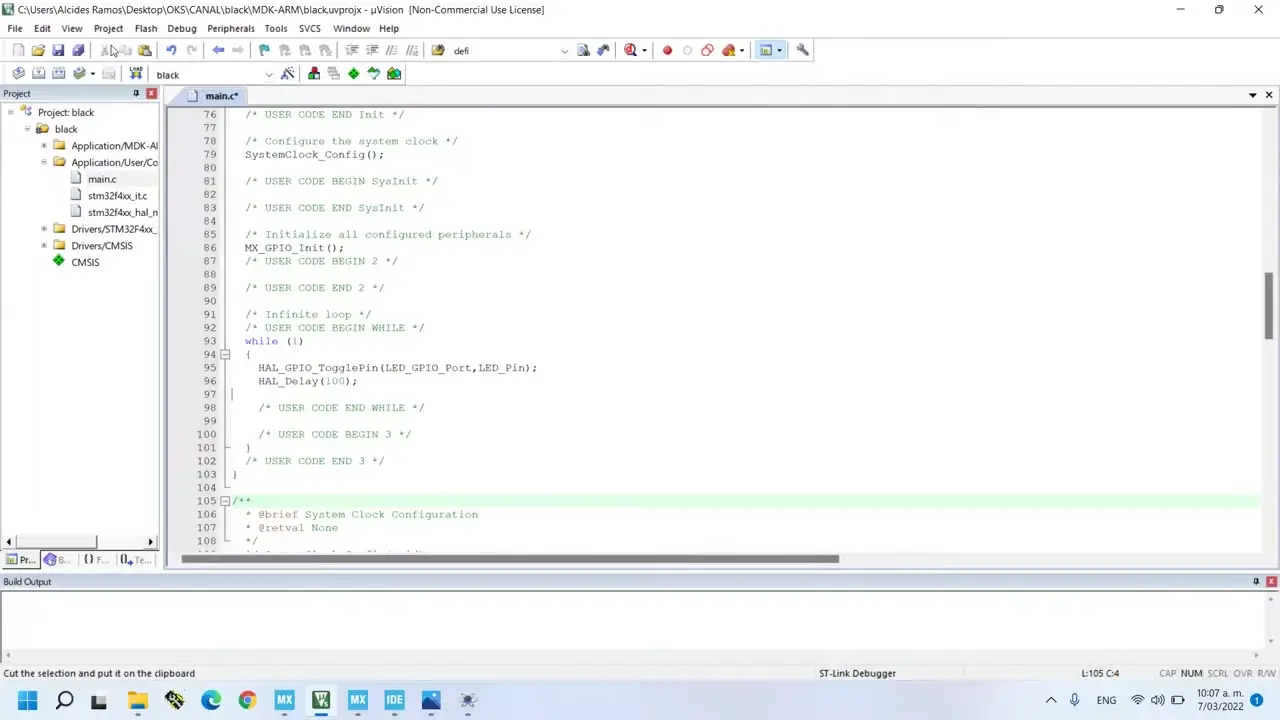 C:\Users\Alcides Ramos\Desktop\OKS\CANAL\black\MDK-ARM\black.uvprojx - µVision  [Non-Commercial Use License]
File Edit View Project Flash Debug Peripherals Tools SVCS Window Help
defi
LOAD black
Project main.c*
Project: black
black
Application/MDK-AI
Application/User/Co
main.c
stm32f4xx_it.c
stm32f4xx_hal_m
Drivers/STM32F4xx_
Drivers/CMSIS
CMSIS
76 /* USER CODE END Init */
77
78 /* Configure the system clock */
79 SystemClock_Config();
80
81 /* USER CODE BEGIN SysInit */
82
83 /* USER CODE END SysInit */
84
85 /* Initialize all configured peripherals */
86 MX_GPIO_Init();
87 /* USER CODE BEGIN 2 */
88
89 /* USER CODE END 2 */
90
91 /* Infinite loop */
92 /* USER CODE BEGIN WHILE */
93 while (1)
94 {
95 HAL_GPIO_TogglePin(LED_GPIO_Port,LED_Pin);
96 HAL_Delay(100);
97
98 /* USER CODE END WHILE */
99
100 /* USER CODE BEGIN 3 */
101 }
102 /* USER CODE END 3 */
103 }
104
105 /**
106 * @brief System Clock Configuration
107 * @retval None
108 */
Pr... B... {} F... Te...
Build Output
Cut the selection and put it on the clipboard ST-Link Debugger L:105 C:4 CAP NUM SCRL OVR R/W
MX MX IDE ENG 10:07 a. m.
7/03/2022 1